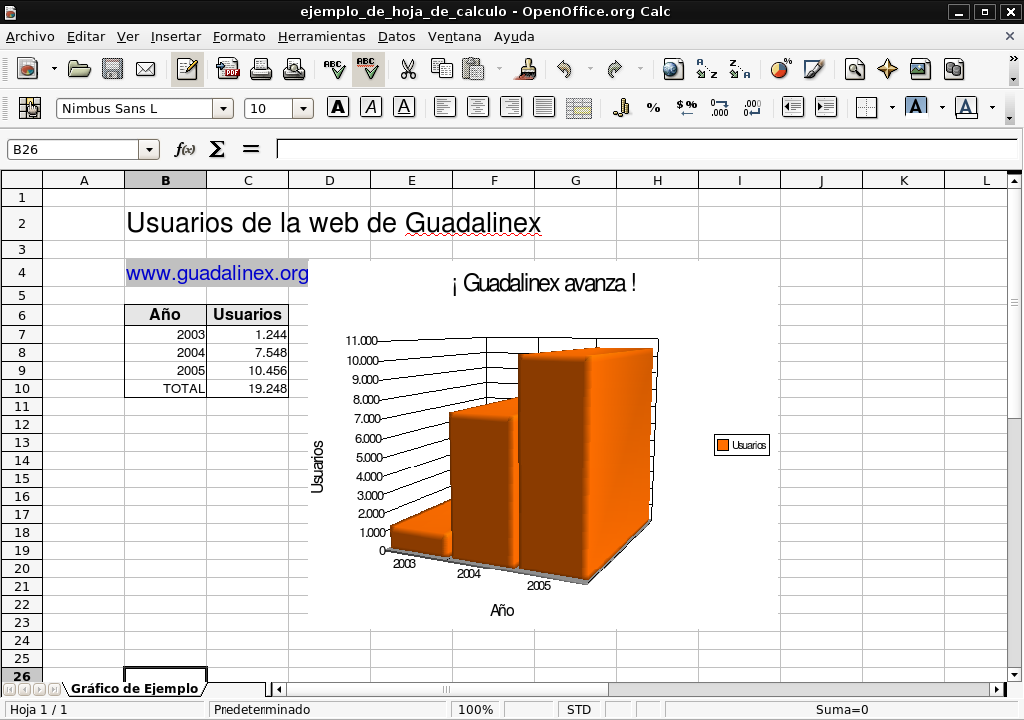 ejemplo_de_hoja_de_calculo - OpenOffice.org Calc
Archivo Editar Ver Insertar Formato Herramientas Datos Ventana Ayuda
PDF ABC ABC
Nimbus Sans L 10 A A A % $% .000 .000 A A
B26 f(x) Σ =
A B C D E F G H I J K L
1
2 Usuarios de la web de Guadalinex
3
4 www.guadalinex.org
5
6 Año Usuarios
7 2003 1.244
8 2004 7.548
9 2005 10.456
10 TOTAL 19.248
11
12
13
14
15
16
17
18
19
20
21
22
23
24
25
26
¡ Guadalinex avanza !
11.000
10.000
9.000
8.000
7.000
6.000
5.000
4.000
3.000
2.000
1.000
0
Usuarios
2003
2004
2005
Año
Usuarios
Gráfico de Ejemplo
Hoja 1 / 1 Predeterminado 100% STD Suma=0